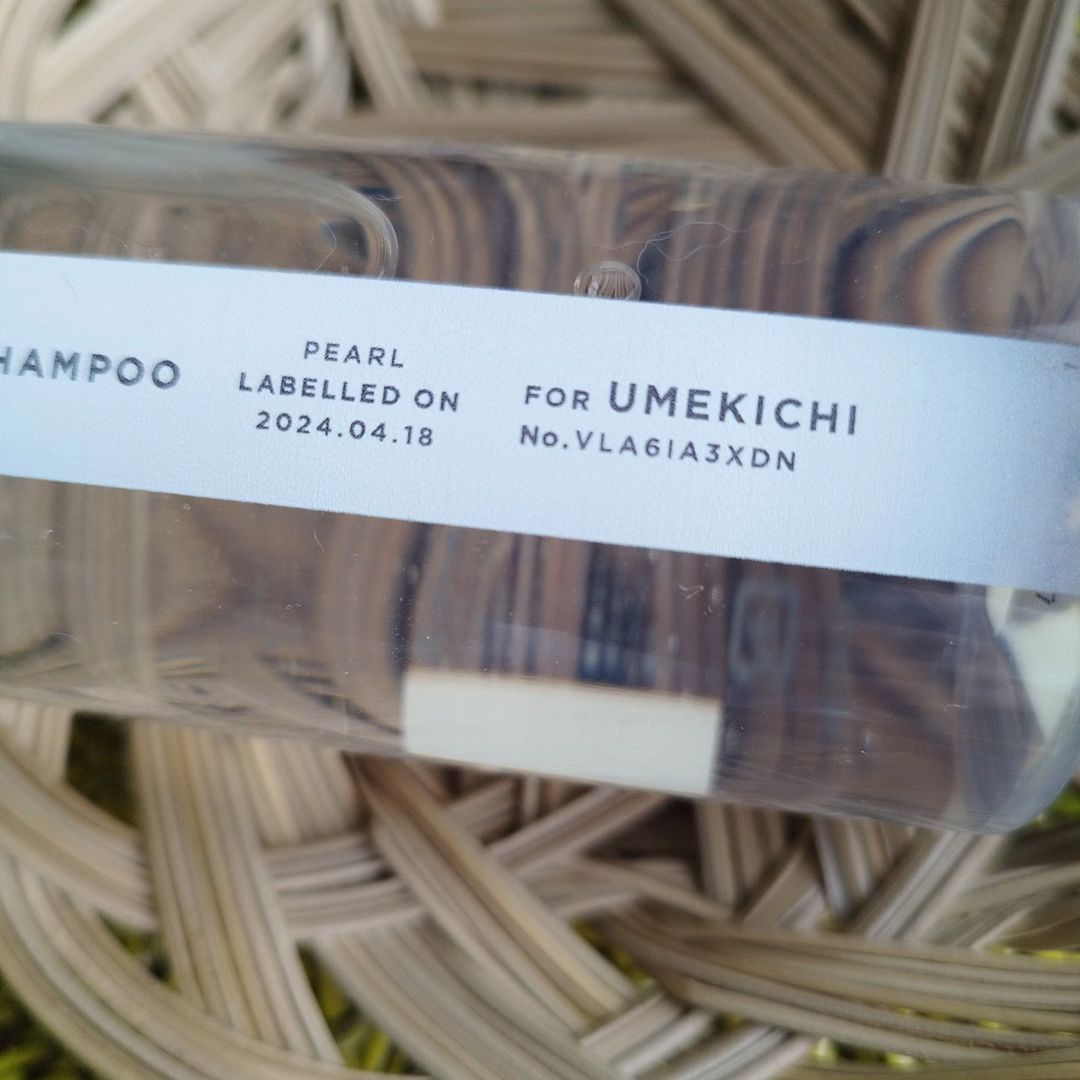 HAMPOO
PEARL
LABELLED ON
2024.04.18
FOR UMEKICHI
No.VLA6IA3XDN